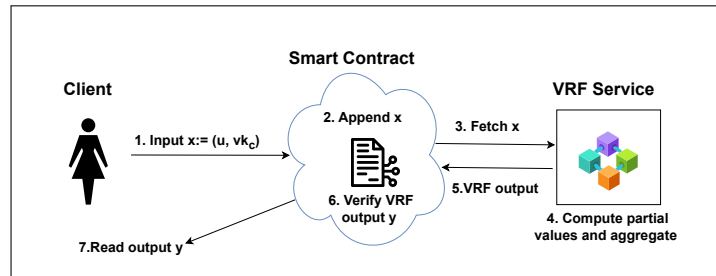 Smart Contract
Client
VRF Service
2. Append x
1. Input x:= (u, vk_c)
3. Fetch x
5.VRF output
6. Verify VRF
output y
4. Compute partial
values and aggregate
7.Read output y